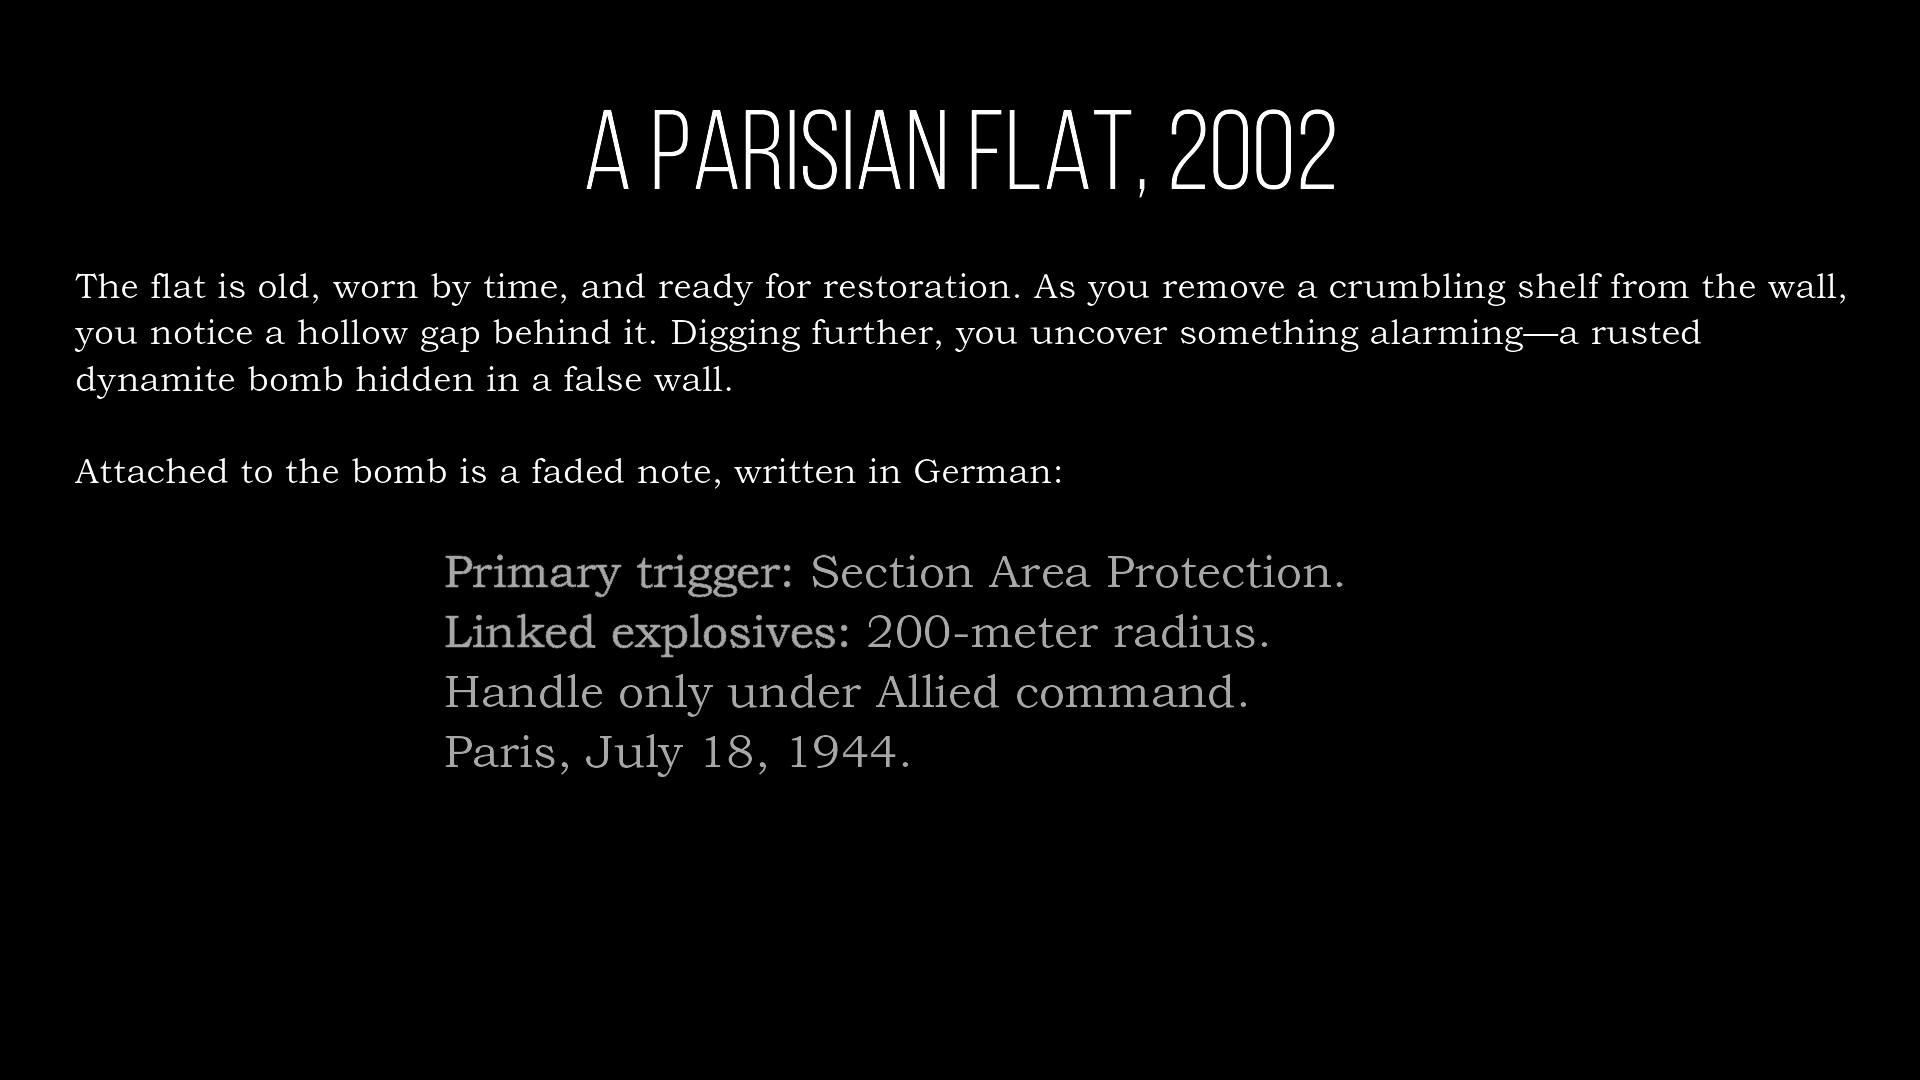 A PARISIAN FLAT, 2002
The flat is old, worn by time, and ready for restoration. As you remove a crumbling shelf from the wall,
you notice a hollow gap behind it. Digging further, you uncover something alarming—a rusted
dynamite bomb hidden in a false wall.
Attached to the bomb is a faded note, written in German:
Primary trigger: Section Area Protection.
Linked explosives: 200-meter radius.
Handle only under Allied command.
Paris, July 18, 1944.